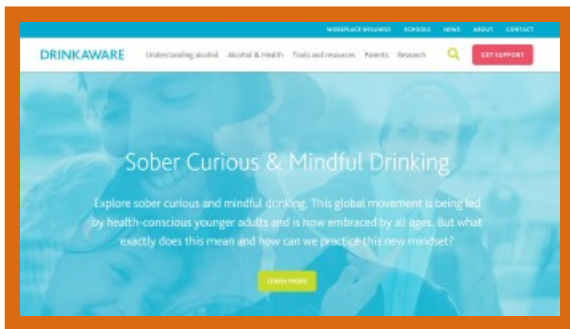 WORKPLACE WELLNESS SCHOOLS NEWS ABOUT CONTACT
DRINKAWARE Understanding alcohol Alcohol & Health Tools and resources Parents Research GET SUPPORT
Sober Curious & Mindful Drinking
Explore sober curious and mindful drinking. This global movement is being led
by health-conscious younger adults and is now embraced by all ages. But what
exactly does this mean and how can we practice this new mindset?
LEARN MORE